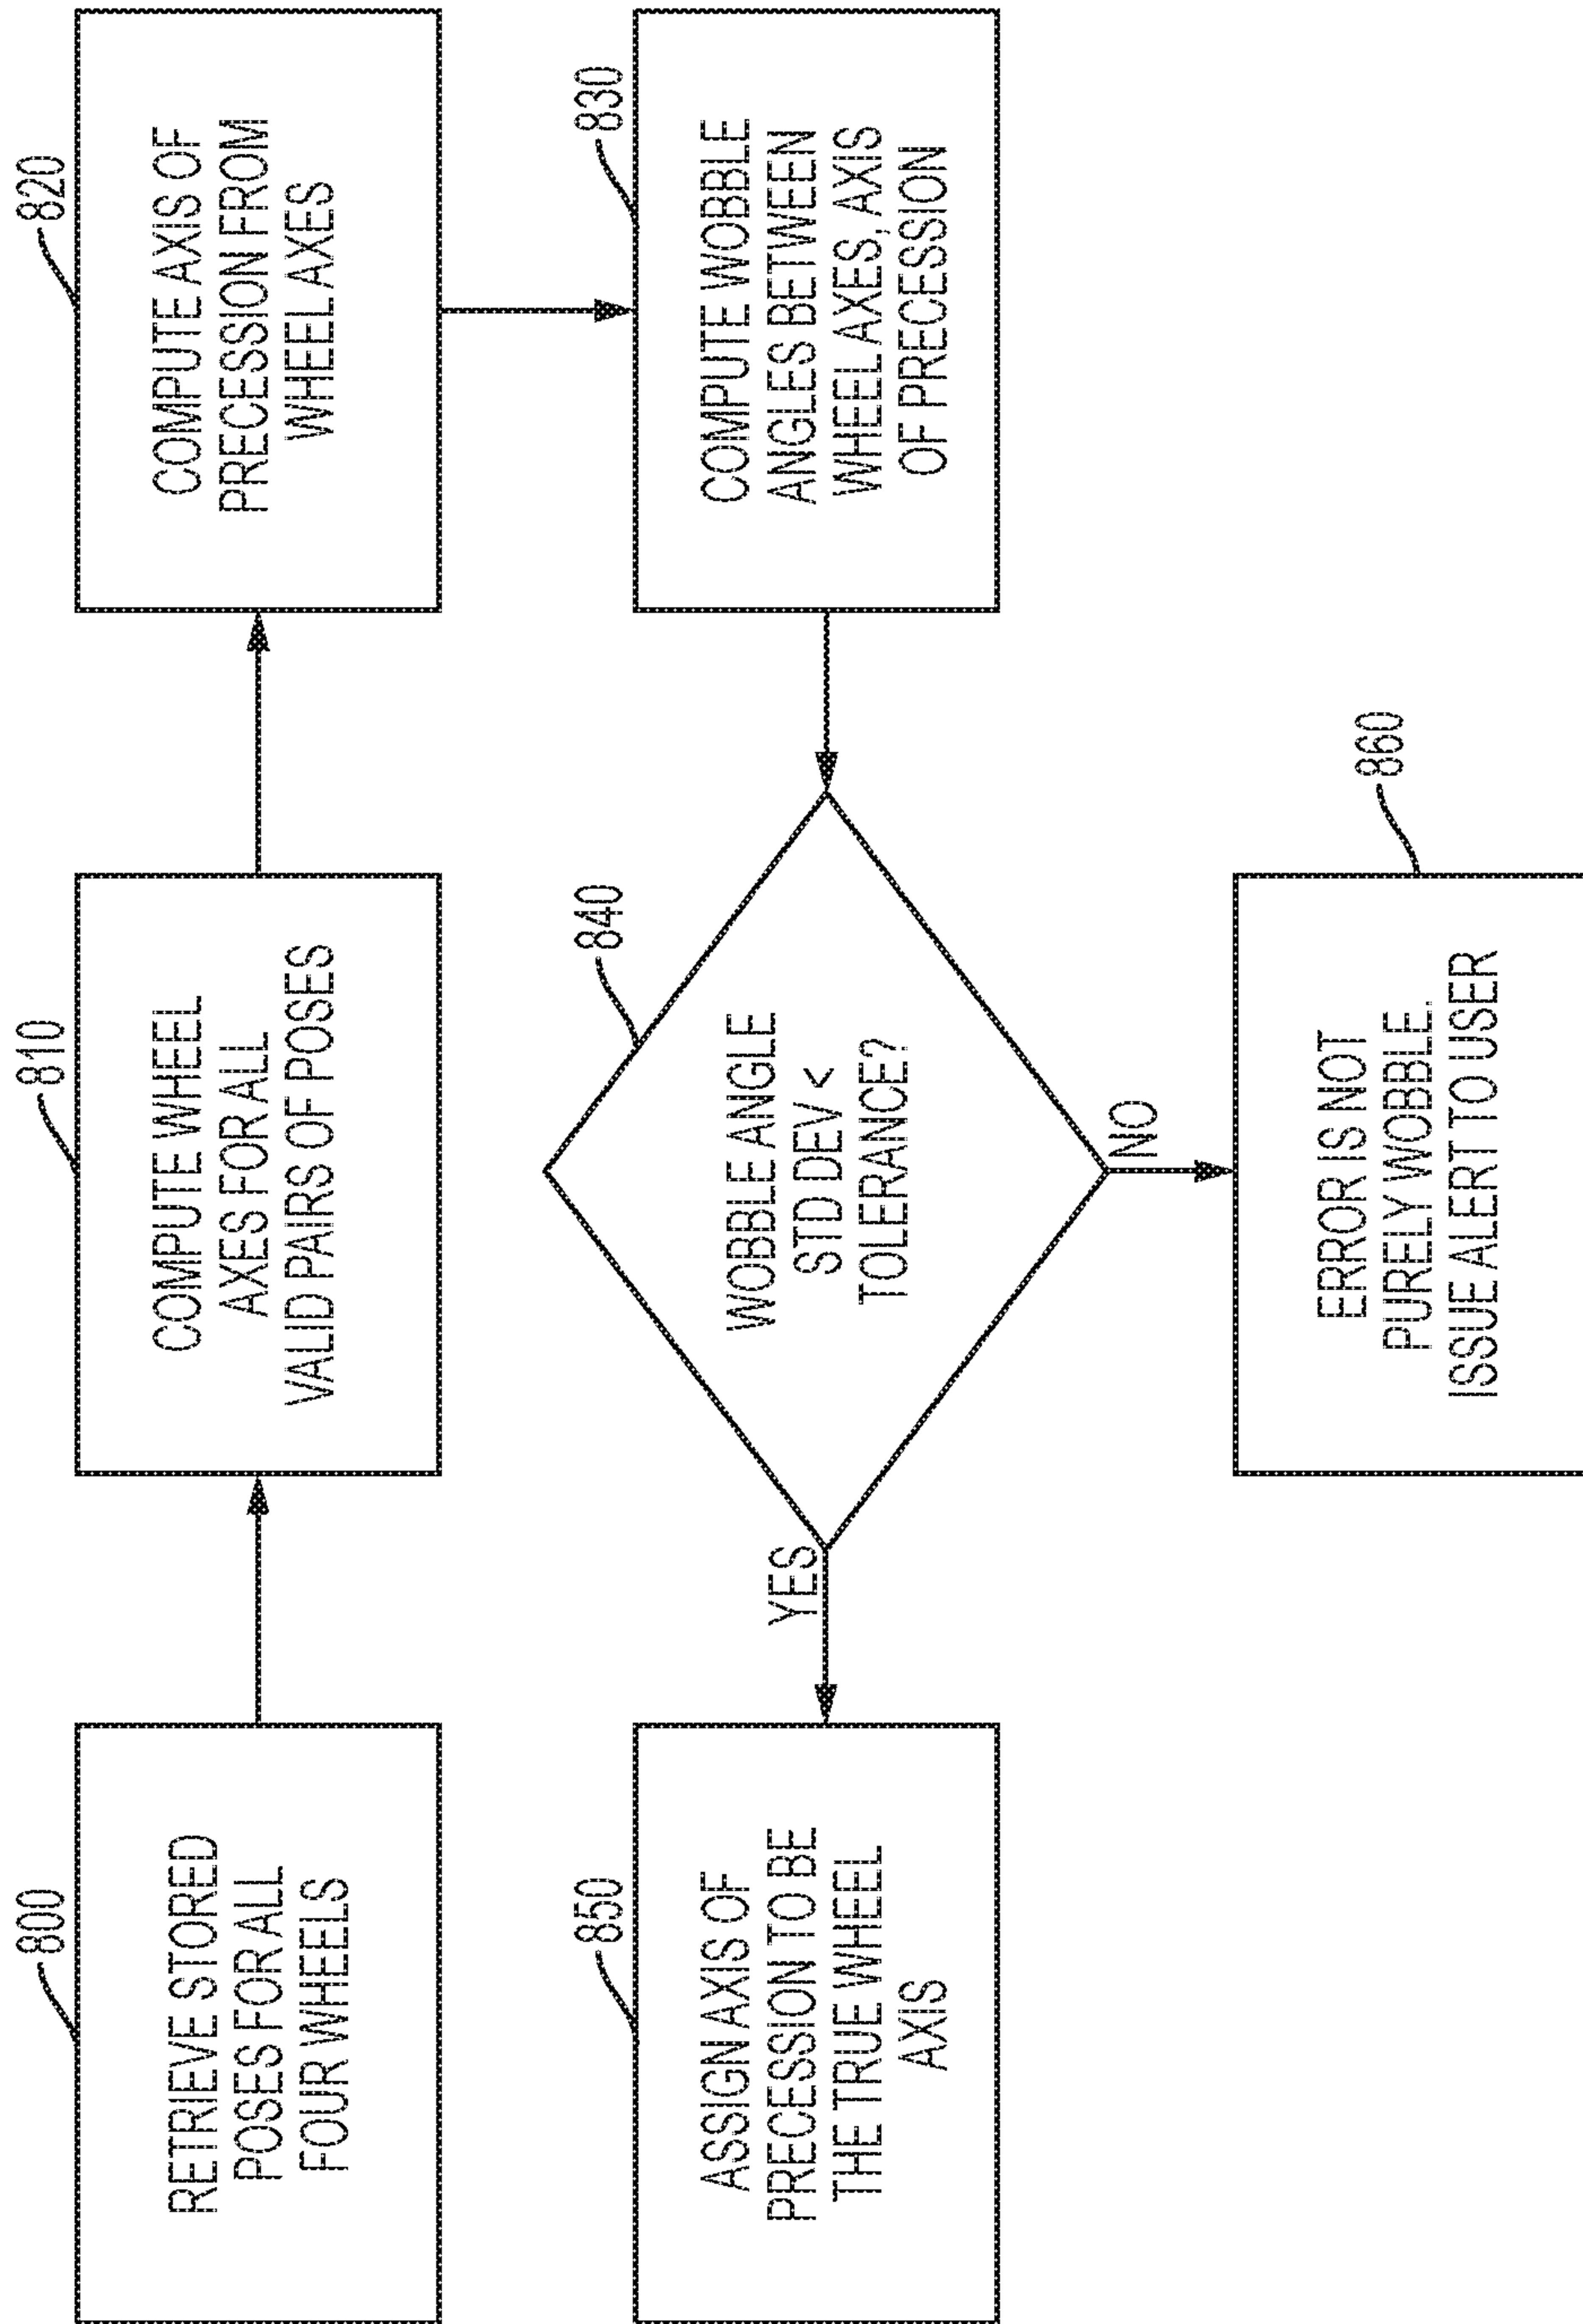 800
RETRIEVE STORED
POSES FOR ALL
FOUR WHEELS
810
COMPUTE WHEEL
AXES FOR ALL
VALID PAIRS OF POSES
820
COMPUTE AXIS OF
PRECESSION FROM
WHEEL AXES
830
COMPUTE WOBBLE
ANGLES BETWEEN
WHEEL AXES, AXIS
OF PRECESSION
840
WOBBLE ANGLE
STD DEV <
TOLERANCE?
YES
850
ASSIGN AXIS OF
PRECESSION TO BE
THE TRUE WHEEL
AXIS
NO
860
ERROR IS NOT
PURELY WOBBLE.
ISSUE ALERT TO USER